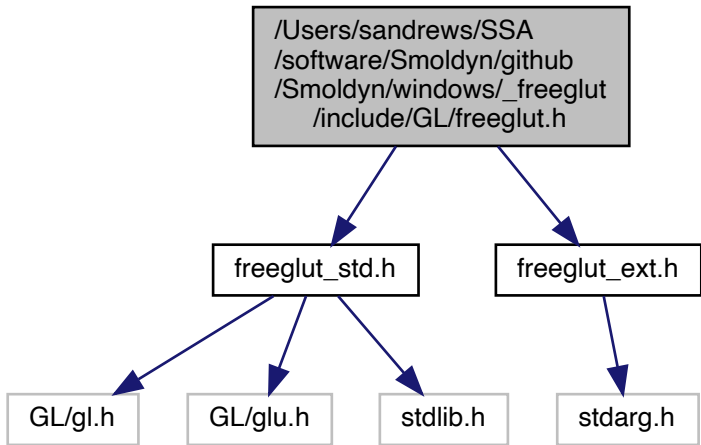 /Users/sandrews/SSA
/software/Smoldyn/github
/Smoldyn/windows/_freeglut
/include/GL/freeglut.h
freeglut_std.h
freeglut_ext.h
GL/gl.h
GL/glu.h
stdlib.h
stdarg.h